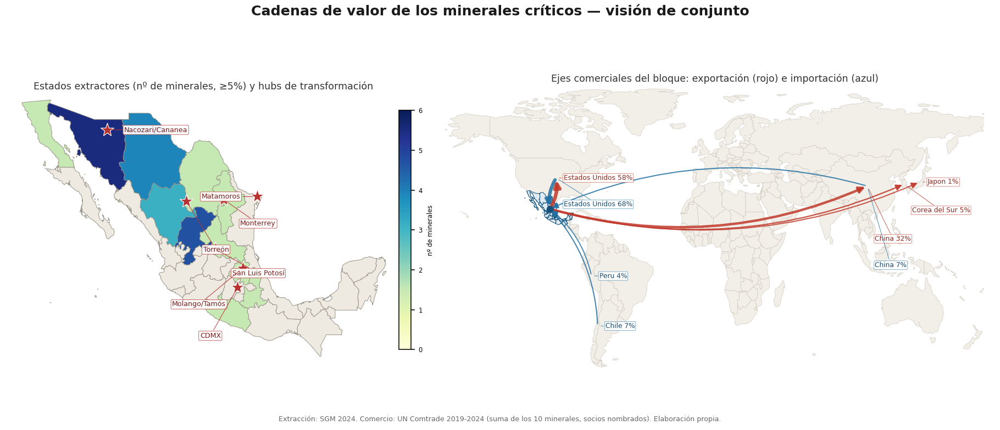 Cadenas de valor de los minerales críticos — visión de conjunto
Estados extractores (nº de minerales, ≥5%) y hubs de transformación
Nacozari/Cananea
Matamoros
Monterrey
Torreón
San Luis Potosí
Molango/Tamós
CDMX
6
5
4
3
2
1
0
nº de minerales
Ejes comerciales del bloque: exportación (rojo) e importación (azul)
Estados Unidos 58%
Estados Unidos 68%
Japon 1%
Corea del Sur 5%
China 32%
China 7%
Peru 4%
Chile 7%
Extracción: SGM 2024. Comercio: UN Comtrade 2019-2024 (suma de los 10 minerales, socios nombrados). Elaboración propia.